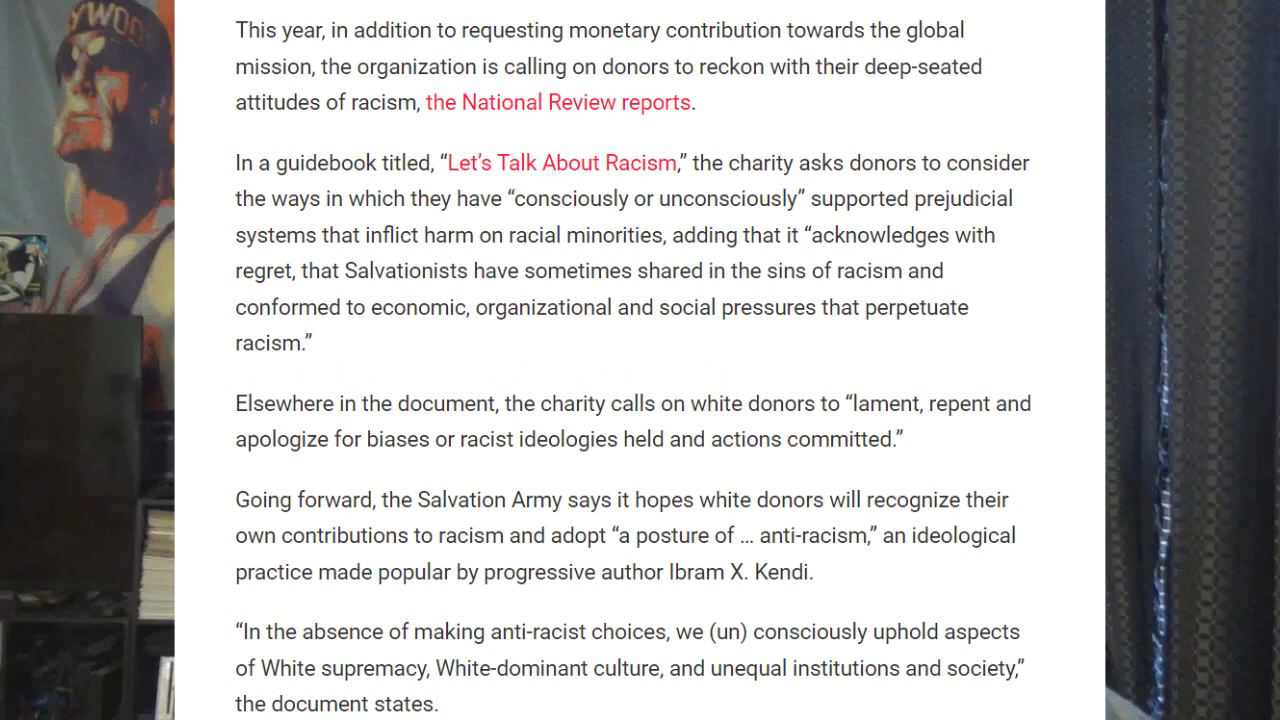 YWOO
This year, in addition to requesting monetary contribution towards the global
mission, the organization is calling on donors to reckon with their deep-seated
attitudes of racism, the National Review reports.
In a guidebook titled, “Let’s Talk About Racism,” the charity asks donors to consider
the ways in which they have “consciously or unconsciously” supported prejudicial
systems that inflict harm on racial minorities, adding that it “acknowledges with
regret, that Salvationists have sometimes shared in the sins of racism and
conformed to economic, organizational and social pressures that perpetuate
racism.”
Elsewhere in the document, the charity calls on white donors to “lament, repent and
apologize for biases or racist ideologies held and actions committed.”
Going forward, the Salvation Army says it hopes white donors will recognize their
own contributions to racism and adopt “a posture of ... anti-racism,” an ideological
practice made popular by progressive author Ibram X. Kendi.
“In the absence of making anti-racist choices, we (un) consciously uphold aspects
of White supremacy, White-dominant culture, and unequal institutions and society,”
the document states.